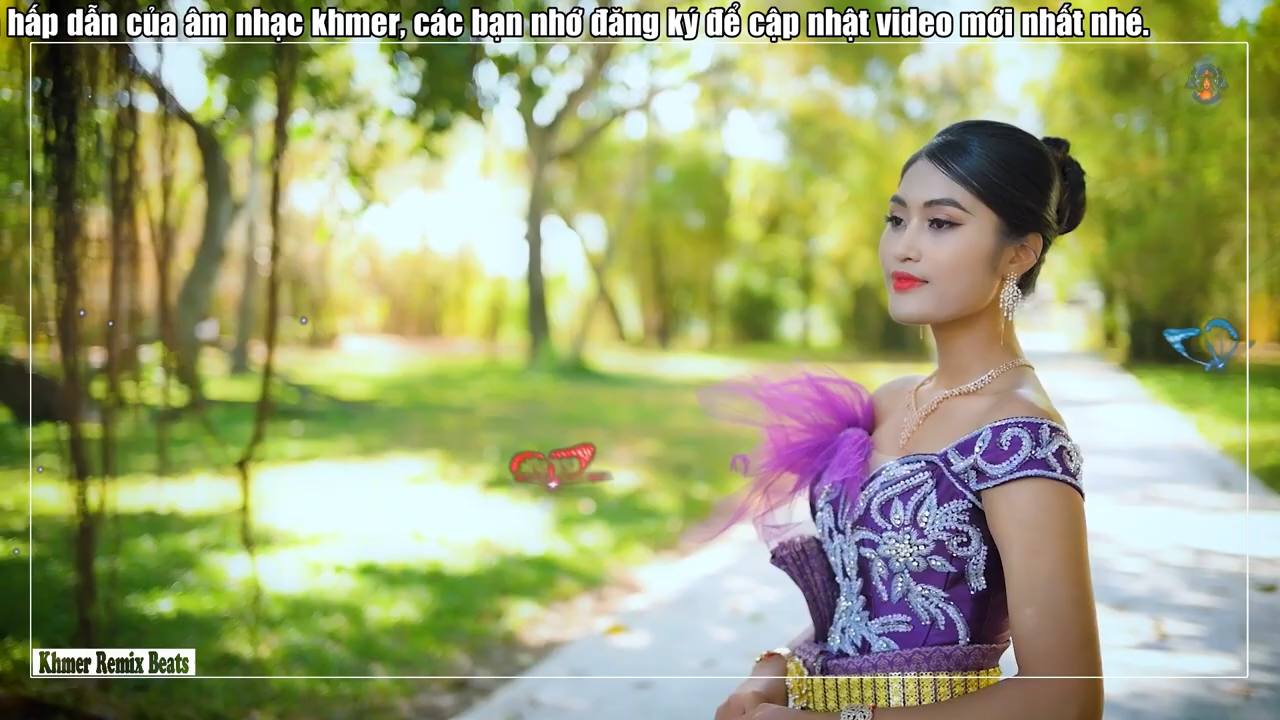 hấp dẫn của âm nhạc khmer, các bạn nhớ đăng ký để cập nhật video mới nhất nhé.
Khmer Remix Beats